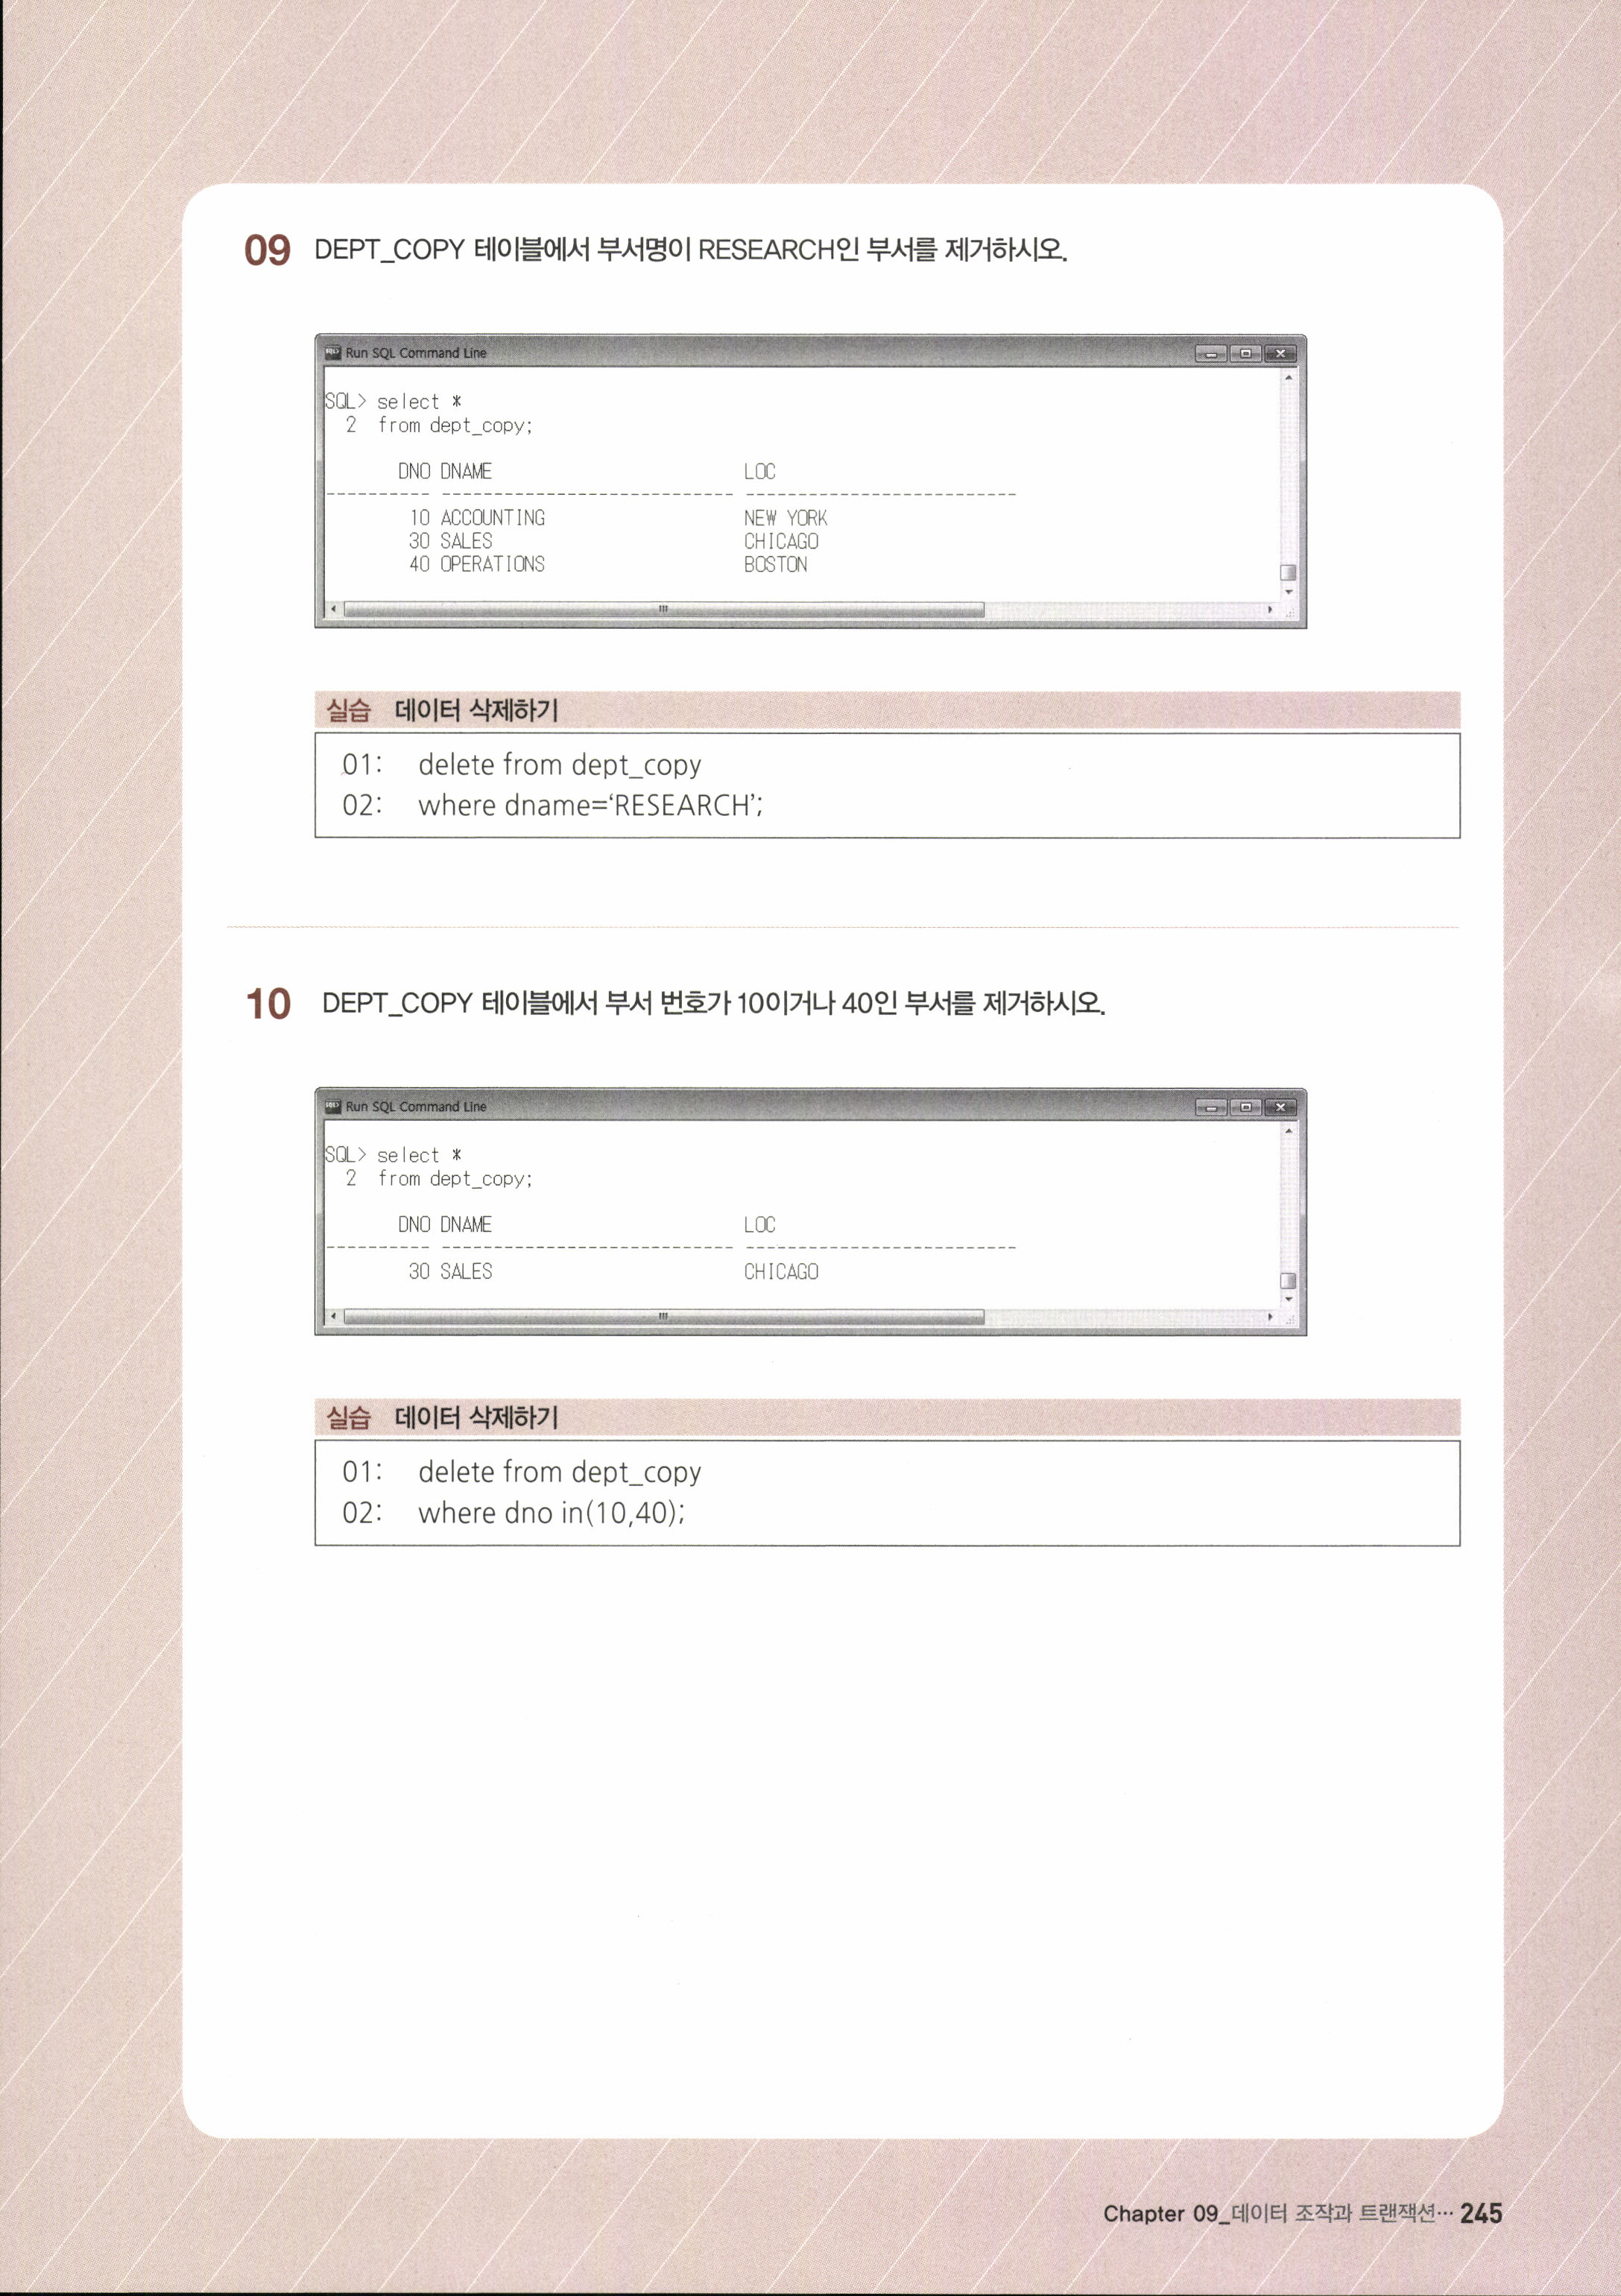 09 DEPT_COPY 테이블에서 부서명이 RESEARCH인 부서를 제거하시오.
Run SQL Command Line
SQL> select *
2 from dept_copy;
DNO DNAME LOC
---------- ---------------------------- --------------------------
10 ACCOUNTING NEW YORK
30 SALES CHICAGO
40 OPERATIONS BOSTON
실습 데이터 삭제하기
01: delete from dept_copy
02: where dname=‘RESEARCH’;
10 DEPT_COPY 테이블에서 부서 번호가 10이거나 40인 부서를 제거하시오.
Run SQL Command Line
SQL> select *
2 from dept_copy;
DNO DNAME LOC
---------- ---------------------------- --------------------------
30 SALES CHICAGO
실습 데이터 삭제하기
01: delete from dept_copy
02: where dno in(10,40);
Chapter 09_데이터 조작과 트랜잭션··· 245